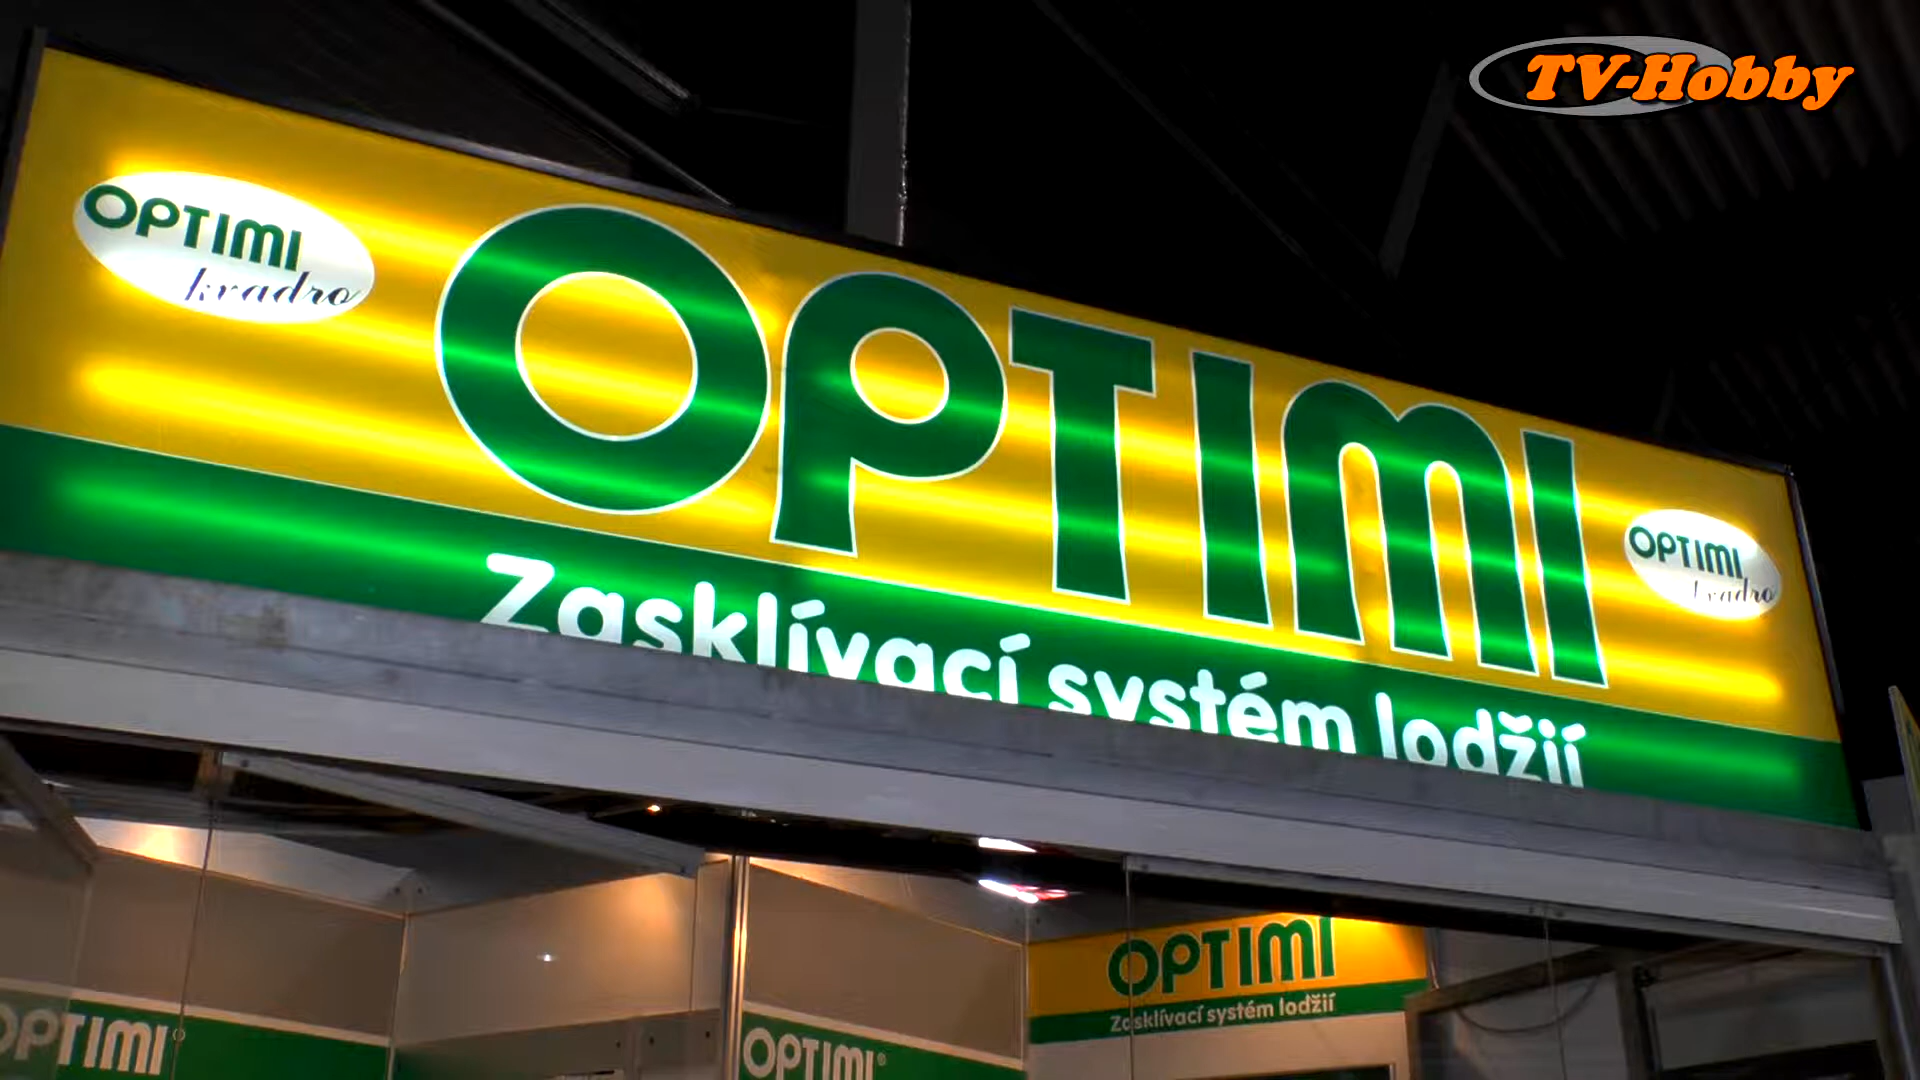 TV-Hobby
OPTIMI
kvadro
OPTIMI
Zasklívací systém lodžií
OPTIMI
kvadro
OPTIMI
Zasklívací systém lodžií
OPTIMI
OPTIMI®